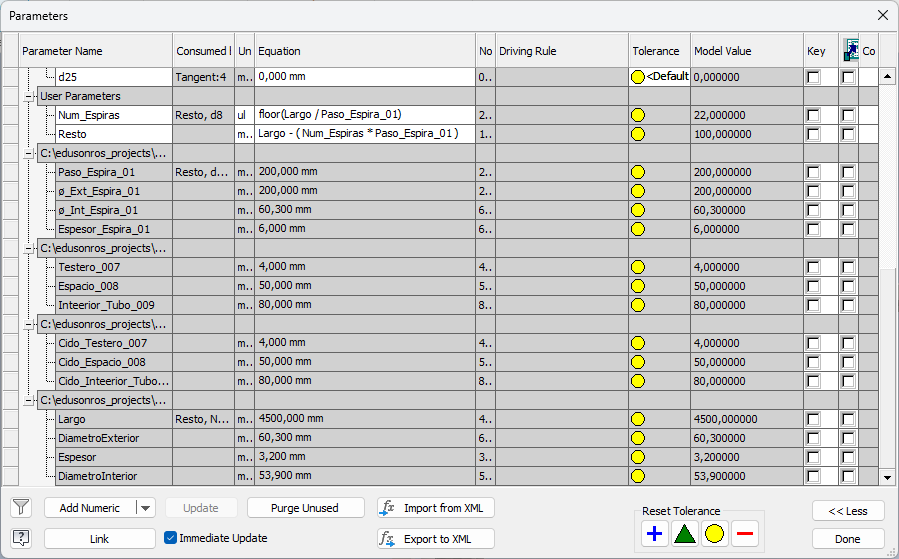 Parameters
Parameter Name Consumed l Un Equation No Driving Rule Tolerance Model Value Key Co
d25 Tangent:4 m.. 0,000 mm 0.. <Default 0,000000
User Parameters
Num_Espiras Resto, d8 ul floor(Largo / Paso_Espira_01) 2.. 22,000000
Resto m.. Largo - ( Num_Espiras * Paso_Espira_01 ) 1.. 100,000000
C:\edusonros_projects\...
Paso_Espira_01 Resto, d... m.. 200,000 mm 2.. 200,000000
ø_Ext_Espira_01 m.. 200,000 mm 2.. 200,000000
ø_Int_Espira_01 m.. 60,300 mm 6.. 60,300000
Espesor_Espira_01 m.. 6,000 mm 6.. 6,000000
C:\edusonros_projects\...
Testero_007 m.. 4,000 mm 4.. 4,000000
Espacio_008 m.. 50,000 mm 5.. 50,000000
Inteerior_Tubo_009 m.. 80,000 mm 8.. 80,000000
C:\edusonros_projects\...
Cido_Testero_007 m.. 4,000 mm 4.. 4,000000
Cido_Espacio_008 m.. 50,000 mm 5.. 50,000000
Cido_Inteerior_Tubo... m.. 80,000 mm 8.. 80,000000
C:\edusonros_projects\...
Largo Resto, N... m.. 4500,000 mm 4.. 4500,000000
DiametroExterior m.. 60,300 mm 6.. 60,300000
Espesor m.. 3,200 mm 3.. 3,200000
DiametroInterior m.. 53,900 mm 5.. 53,900000
Add Numeric Update Purge Unused fx Import from XML Reset Tolerance << Less
? Link Immediate Update fx Export to XML Done